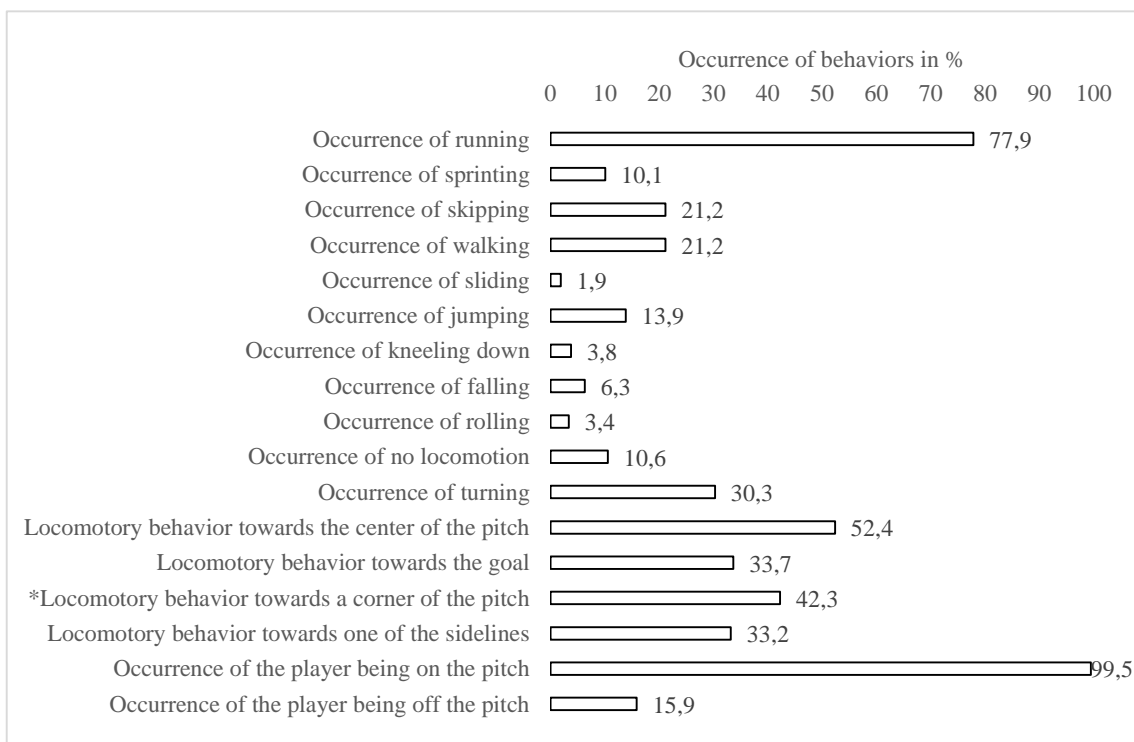 Occurrence of behaviors in %
0 10 20 30 40 50 60 70 80 90 100
Occurrence of running 77,9
Occurrence of sprinting 10,1
Occurrence of skipping 21,2
Occurrence of walking 21,2
Occurrence of sliding 1,9
Occurrence of jumping 13,9
Occurrence of kneeling down 3,8
Occurrence of falling 6,3
Occurrence of rolling 3,4
Occurrence of no locomotion 10,6
Occurrence of turning 30,3
Locomotory behavior towards the center of the pitch 52,4
Locomotory behavior towards the goal 33,7
*Locomotory behavior towards a corner of the pitch 42,3
Locomotory behavior towards one of the sidelines 33,2
Occurrence of the player being on the pitch 99,5
Occurrence of the player being off the pitch 15,9